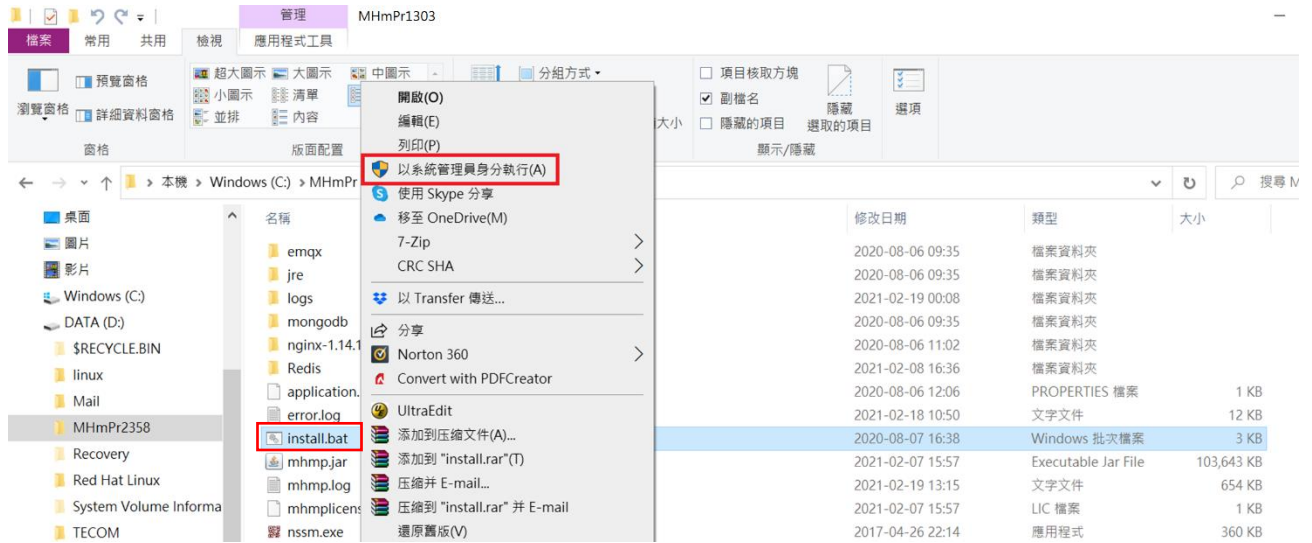 管理 MHmPr1303
檔案 常用 共用 檢視 應用程式工具
預覽窗格 超大圖示 大圖示 中圖示 分組方式 項目核取方塊
瀏覽窗格 詳細資料窗格 小圖示 清單 副檔名 隱藏 選取的項目 選項
並排 內容 大小 隱藏的項目
窗格 版面配置 顯示/隱藏
本機 Windows (C:) MHmPr 搜尋 M
桌面
圖片
影片
Windows (C:)
DATA (D:)
$RECYCLE.BIN
linux
Mail
MHmPr2358
Recovery
Red Hat Linux
System Volume Informa
TECOM
名稱 修改日期 類型 大小
emqx 2020-08-06 09:35 檔案資料夾
jre 2020-08-06 09:35 檔案資料夾
logs 2021-02-19 00:08 檔案資料夾
mongodb 2020-08-06 09:35 檔案資料夾
nginx-1.14.1 2020-08-06 11:02 檔案資料夾
Redis 2021-02-08 16:36 檔案資料夾
application. 2020-08-06 12:06 PROPERTIES 檔案 1 KB
error.log 2021-02-18 10:50 文字文件 12 KB
install.bat 2020-08-07 16:38 Windows 批次檔案 3 KB
mhmp.jar 2021-02-07 15:57 Executable Jar File 103,643 KB
mhmp.log 2021-02-19 13:15 文字文件 654 KB
mhmplicens 2021-02-07 15:57 LIC 檔案 1 KB
nssm.exe 2017-04-26 22:14 應用程式 360 KB
開啟(O)
編輯(E)
列印(P)
以系統管理員身分執行(A)
使用 Skype 分享
移至 OneDrive(M)
7-Zip
CRC SHA
以 Transfer 傳送...
分享
Norton 360
Convert with PDFCreator
UltraEdit
添加到压缩文件(A)...
添加到 "install.rar"(T)
压缩并 E-mail...
压缩到 "install.rar" 并 E-mail
還原舊版(V)